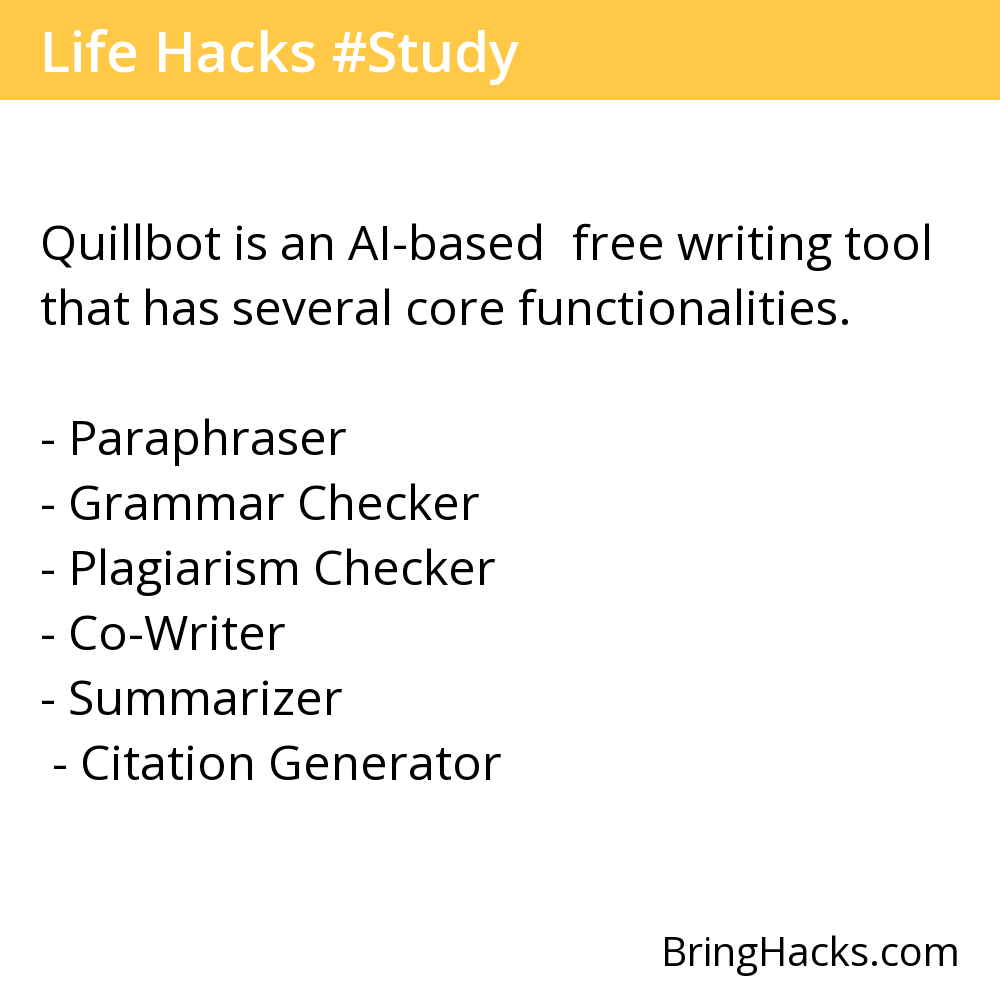 Life Hacks #Study
Quillbot is an AI-based  free writing tool
that has several core functionalities.
- Paraphraser
- Grammar Checker
- Plagiarism Checker
- Co-Writer
- Summarizer
- Citation Generator
BringHacks.com